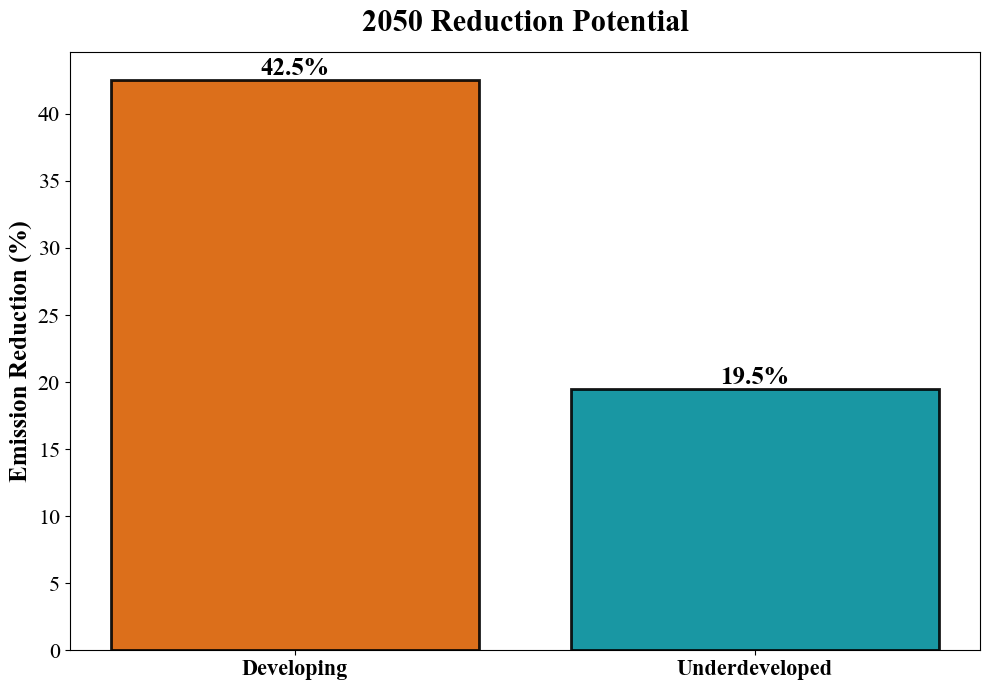 2050 Reduction Potential
Emission Reduction (%)
40
35
30
25
20
15
10
5
0
42.5%
19.5%
Developing
Underdeveloped